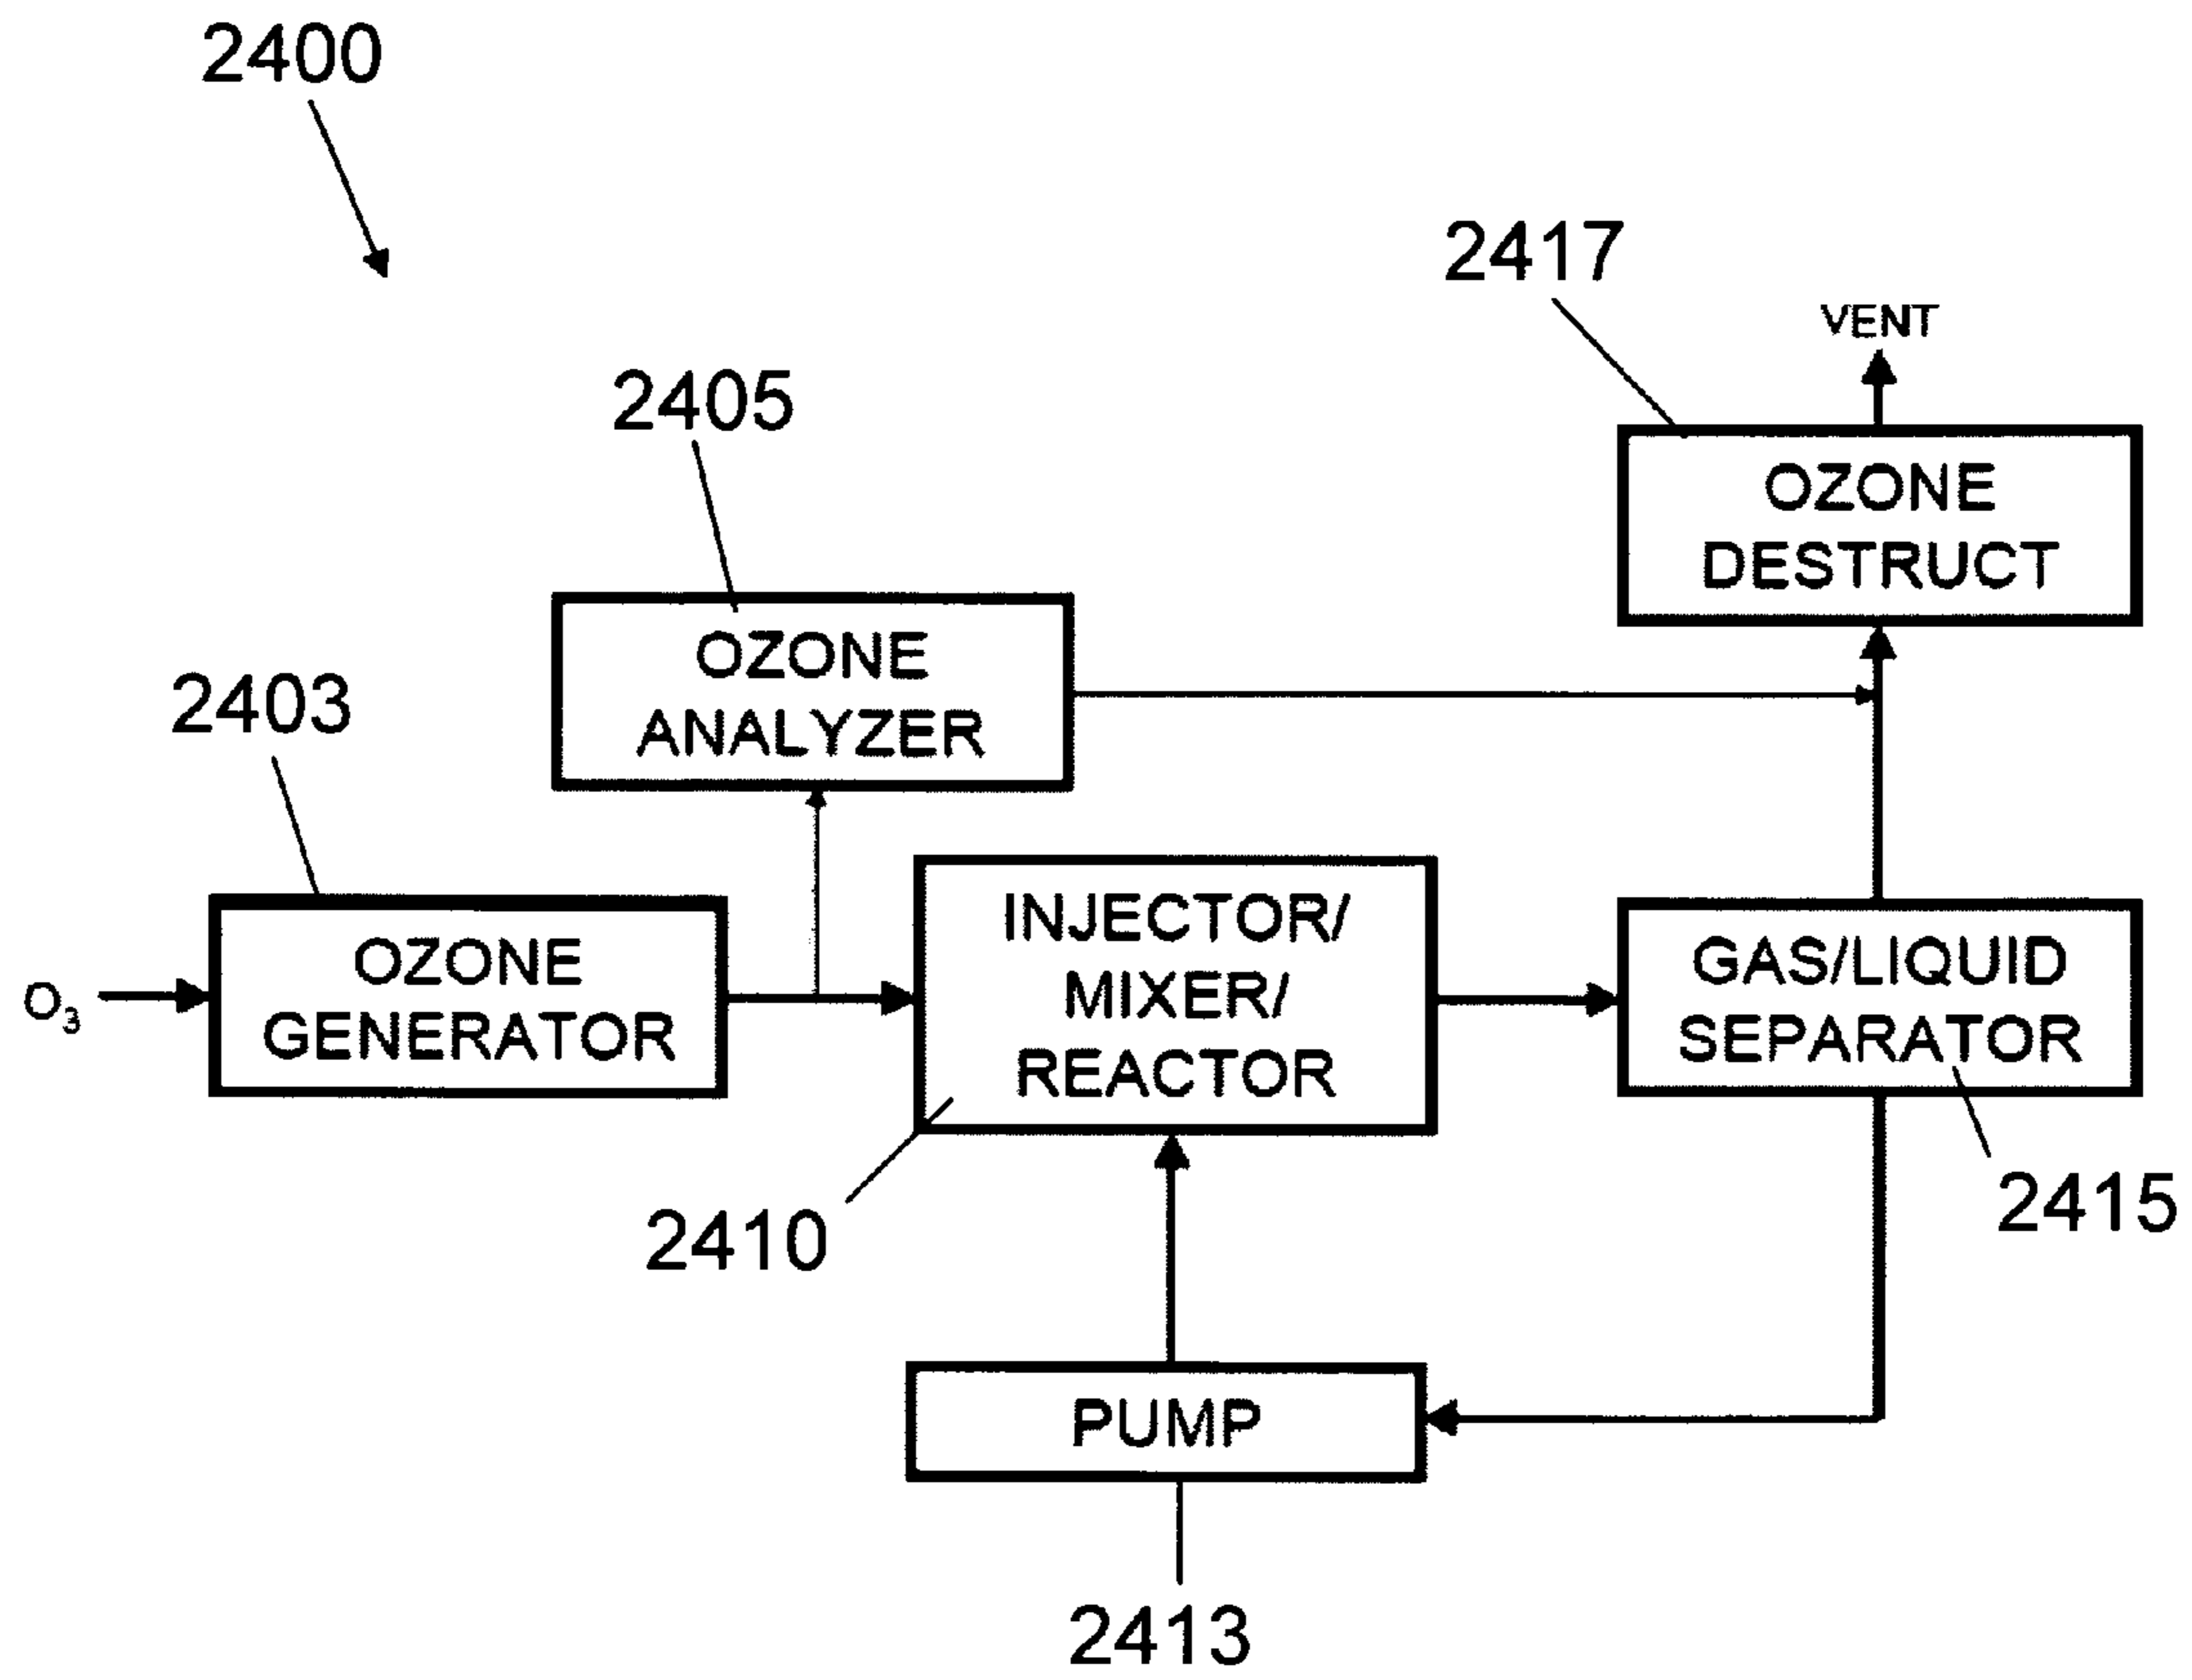 2400
2417
VENT
2405
OZONE
DESTRUCT
OZONE
ANALYZER
2403
INJECTOR/
MIXER/
REACTOR
OZONE
GENERATOR
GAS/LIQUID
SEPARATOR
O₃
2410
2415
PUMP
2413